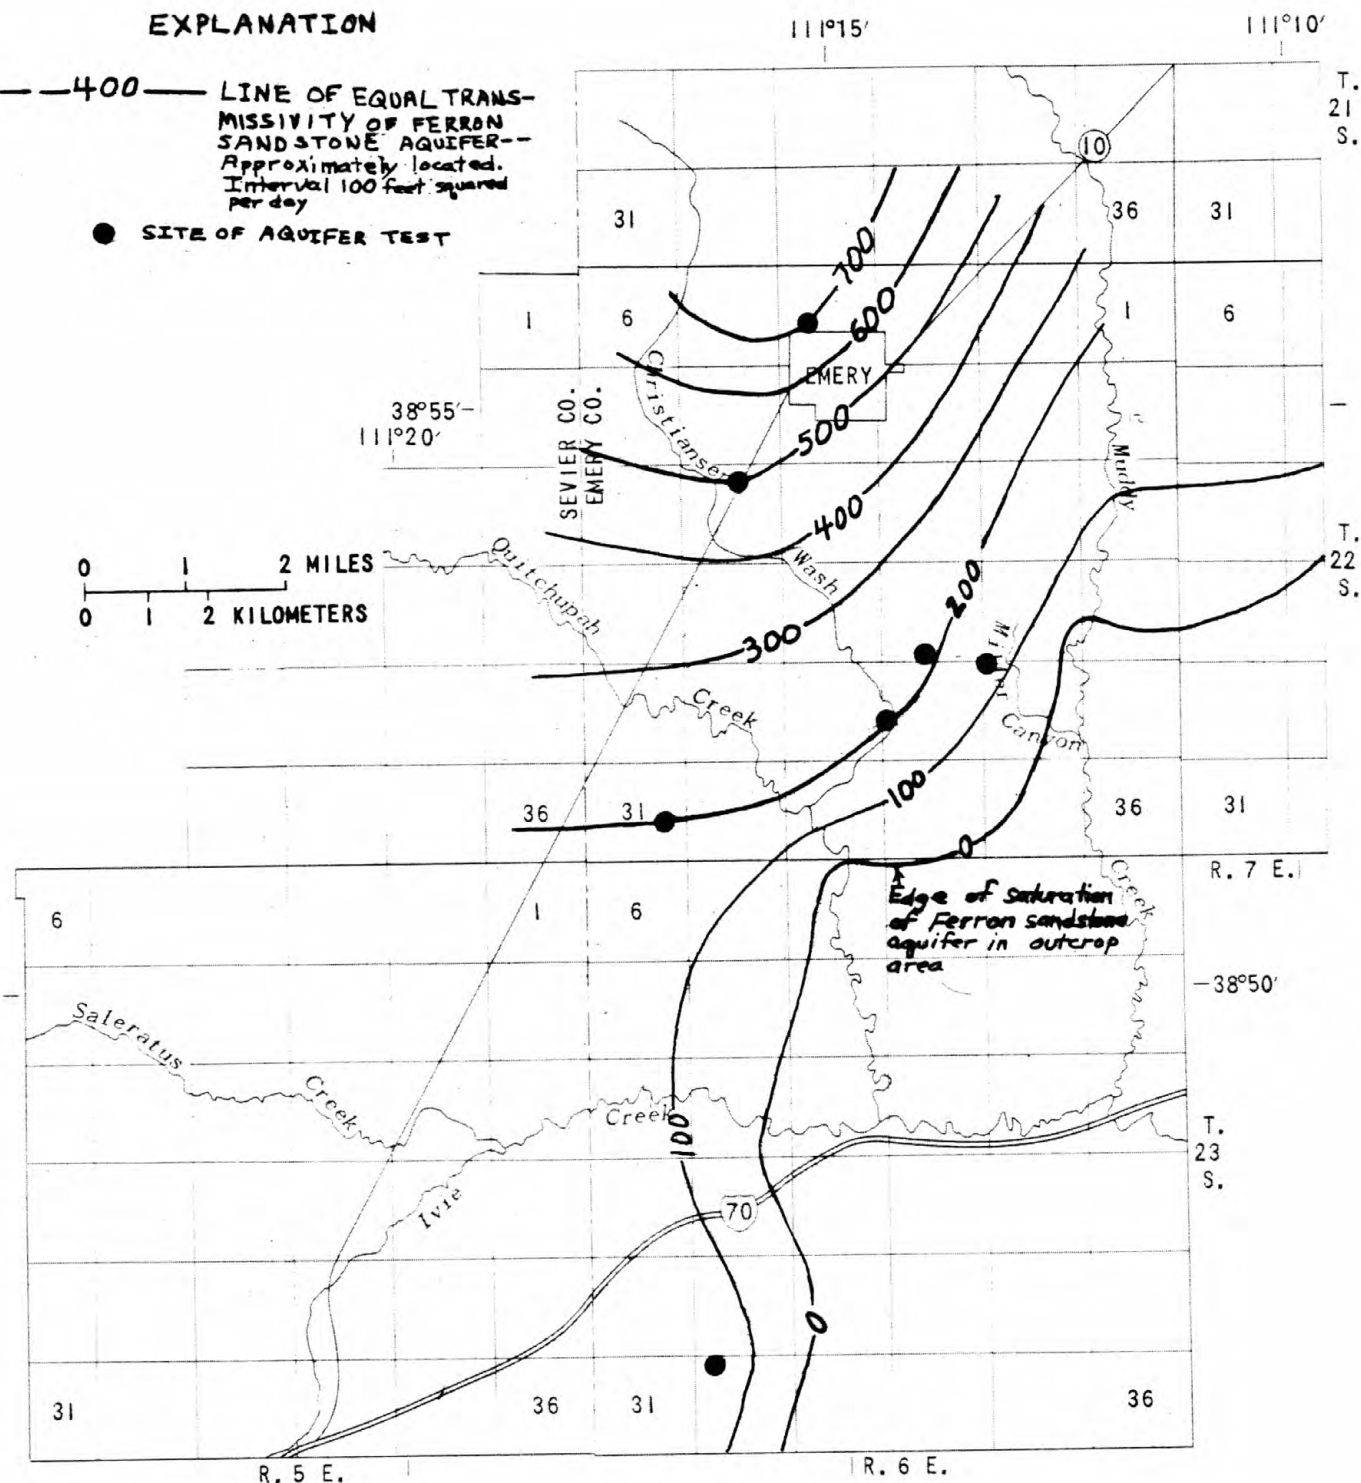 EXPLANATION
400
LINE OF EQUAL TRANS-
MISSIVITY OF FERRON
SANDSTONE AQUIFER--
Approximately located.
Interval 100 feet squared
per day
SITE OF AQUIFER TEST
111°15′
111°10′
T.
21
S.
10
31
36
31
700
600
1
6
1
6
EMERY
Christiansen
38°55′
111°20′
SEVIER CO.
EMERY CO.
500
Muddy
400
0 1 2 MILES
0 1 2 KILOMETERS
Quitchupah
Wash
T.
22
S.
200
300
Miller
Creek
Canyon
100
36
31
36
31
0
R. 7 E.
Creek
Edge of saturation
of Ferron sandstone
aquifer in outcrop
area
6
1
6
38°50′
Saleratus
Creek
Creek
100
T.
23
S.
Ivie
70
0
31
36
31
36
R. 5 E.
R. 6 E.